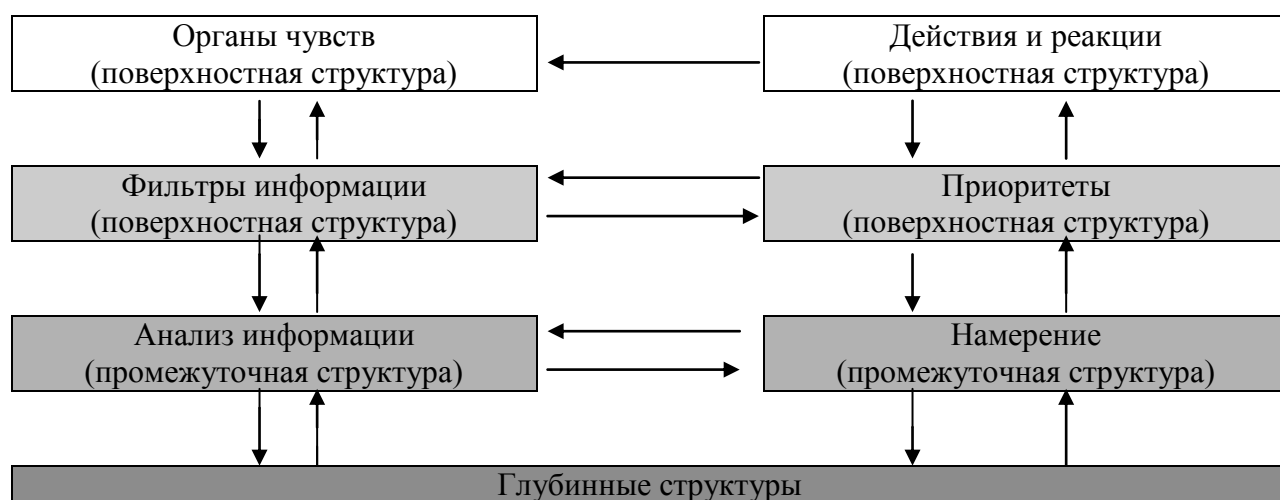 Органы чувств
(поверхностная структура)
Действия и реакции
(поверхностная структура)
Фильтры информации
(поверхностная структура)
Приоритеты
(поверхностная структура)
Анализ информации
(промежуточная структура)
Намерение
(промежуточная структура)
Глубинные структуры